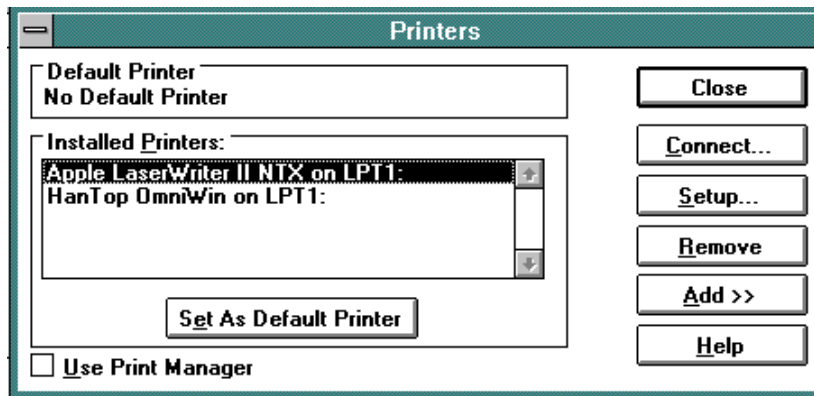 Printers
Default Printer
No Default Printer
Close
Installed Printers:
Connect...
Apple LaserWriter II NTX on LPT1:
HanTop OmniWin on LPT1:
Setup...
Remove
Add >>
Set As Default Printer
Help
Use Print Manager